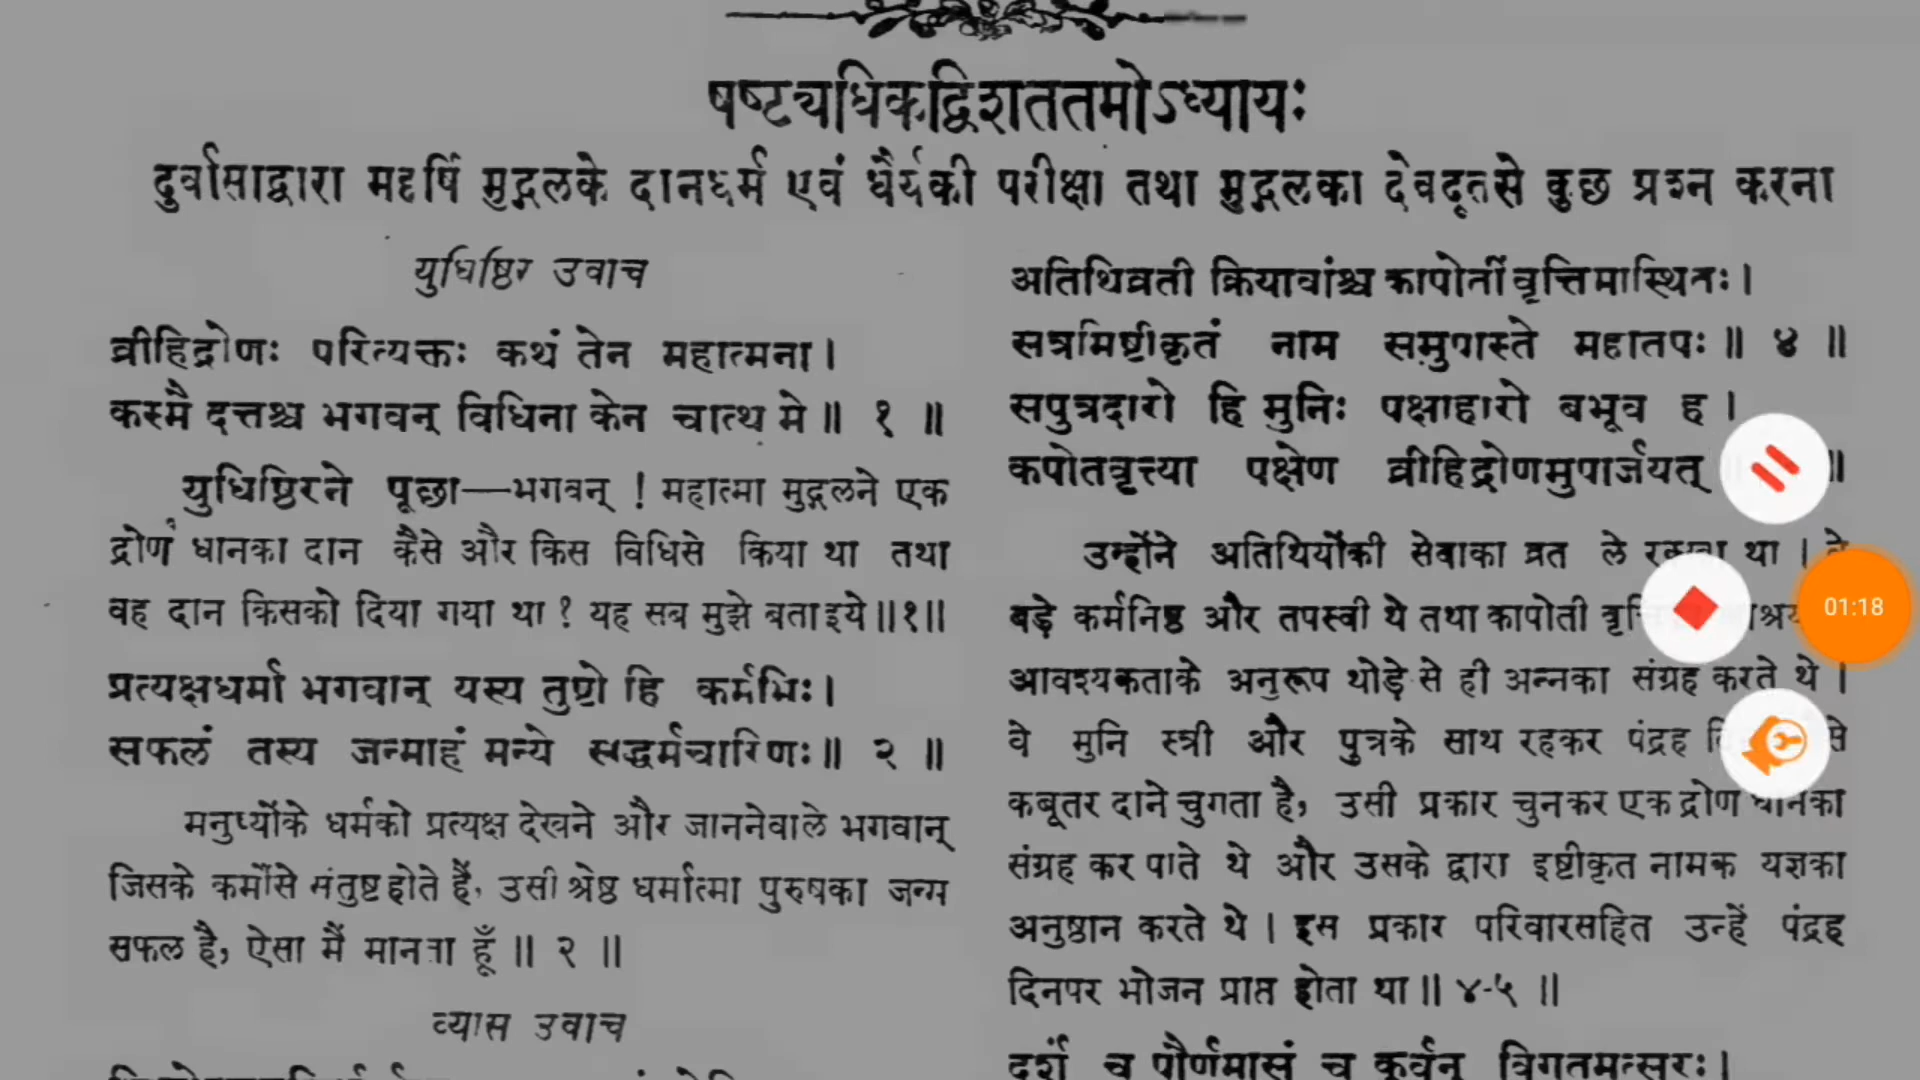 षष्ट्यधिकद्विशततमोऽध्यायः
दुर्वासाद्वारा महर्षि मुद्गलके दानधर्म एवं धैर्यकी परीक्षा तथा मुद्गलका देवदूतसे कुछ प्रश्न करना
युधिष्ठिर उवाच
व्रीहिद्रोणः परित्यक्तः कथं तेन महात्मना।
कस्मै दत्तश्च भगवन् विधिना केन चात्थ मे॥ १ ॥
युधिष्ठिरने पूछा—भगवन् ! महात्मा मुद्गलने एक
द्रोण धानका दान कैसे और किस विधिसे किया था तथा
वह दान किसको दिया गया था ? यह सब मुझे बताइये॥१॥
प्रत्यक्षधर्मा भगवान् यस्य तुष्टो हि कर्मभिः।
सफलं तस्य जन्माहं मन्ये सद्धर्मचारिणः॥ २ ॥
मनुष्योंके धर्मको प्रत्यक्ष देखने और जाननेवाले भगवान्
जिसके कर्मोंसे संतुष्ट होते हैं, उसी श्रेष्ठ धर्मात्मा पुरुषका जन्म
सफल है, ऐसा मैं मानता हूँ ॥ २ ॥
व्यास उवाच
अतिथिव्रती क्रियावांश्च कापोतीं वृत्तिमास्थितः।
सत्रमिष्टीकृतं नाम समुपास्ते महातपः॥ ४ ॥
सपुत्रदारो हि मुनिः पक्षाहारो बभूव ह।
कपोतवृत्त्या पक्षेण व्रीहिद्रोणमुपार्जयत् ॥
उन्होंने अतिथियोंकी सेवाका व्रत ले रक्खा था। वे
बड़े कर्मनिष्ठ और तपस्वी थे तथा कापोती
आवश्यकताके अनुरूप थोड़े से ही अन्नका संग्रह करते थे।
वे मुनि स्त्री और पुत्रके साथ रहकर पंद्रह
कबूतर दाने चुगता है, उसी प्रकार चुनकर एक द्रोण धानका
संग्रह कर पाते थे और उसके द्वारा इष्टीकृत नामक यज्ञका
अनुष्ठान करते थे। इस प्रकार परिवारसहित उन्हें पंद्रह
दिनपर भोजन प्राप्त होता था॥ ४-५ ॥
दर्शं च पौर्णमासं च कुर्वन् विगतमत्सरः।
01:18